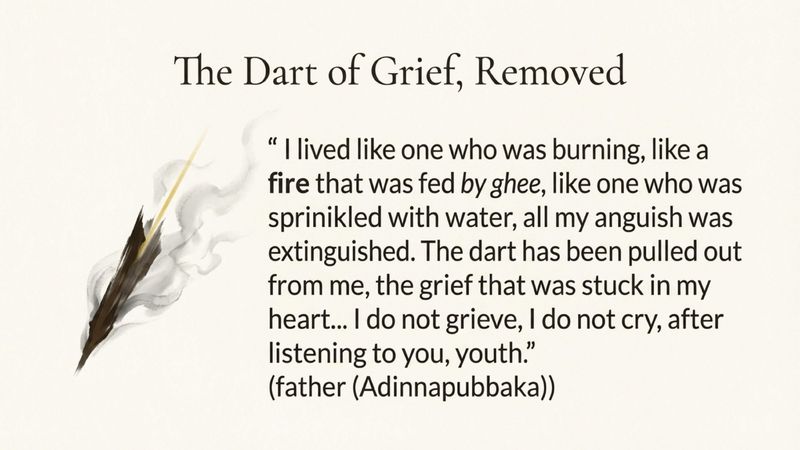 The Dart of Grief, Removed
“ I lived like one who was burning, like a
fire that was fed by ghee, like one who was
sprinikled with water, all my anguish was
extinguished. The dart has been pulled out
from me, the grief that was stuck in my
heart... I do not grieve, I do not cry, after
listening to you, youth.”
(father (Adinnapubbaka))